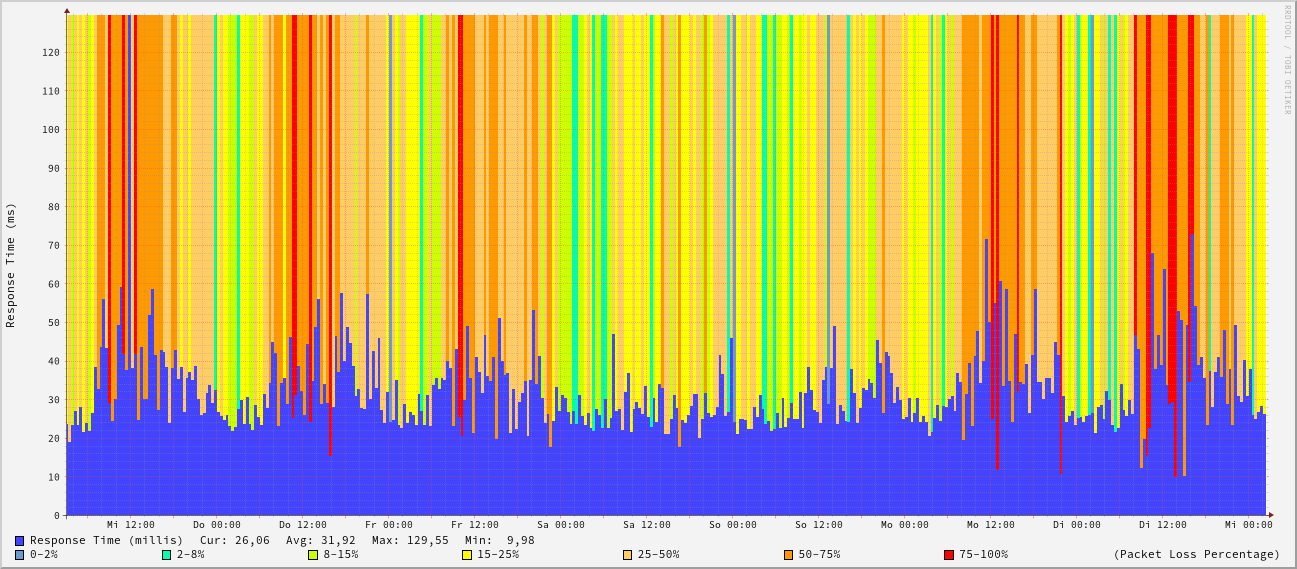 RRDTOOL / TOBI OETIKER
Response Time (ms)
120
110
100
90
80
70
60
50
40
30
20
10
0
Mi 12:00 Do 00:00 Do 12:00 Fr 00:00 Fr 12:00 Sa 00:00 Sa 12:00 So 00:00 So 12:00 Mo 00:00 Mo 12:00 Di 00:00 Di 12:00 Mi 00:00
Response Time (millis) Cur: 26,06 Avg: 31,92 Max: 129,55 Min: 9,98
0-2% 2-8% 8-15% 15-25% 25-50% 50-75% 75-100% (Packet Loss Percentage)